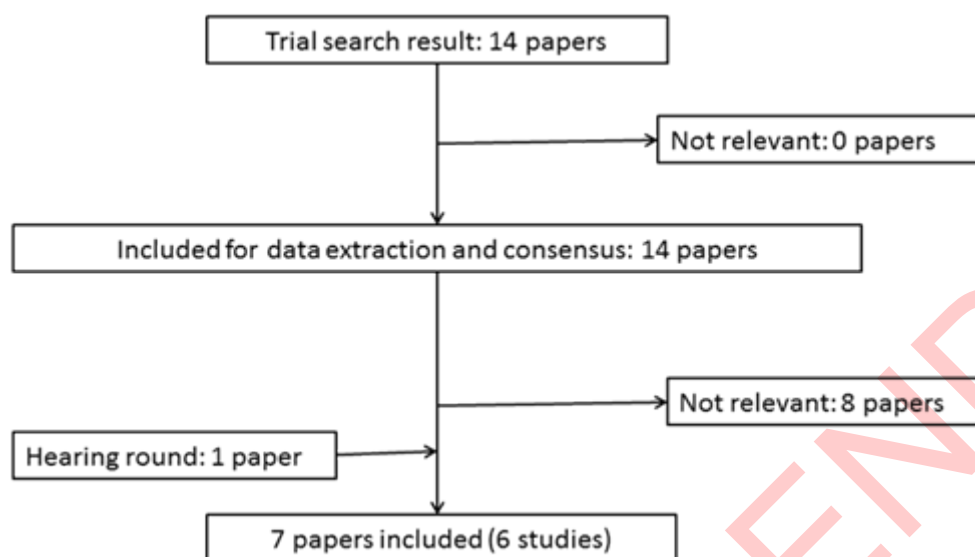 Trial search result: 14 papers
Not relevant: 0 papers
Included for data extraction and consensus: 14 papers
Not relevant: 8 papers
Hearing round: 1 paper
7 papers included (6 studies)